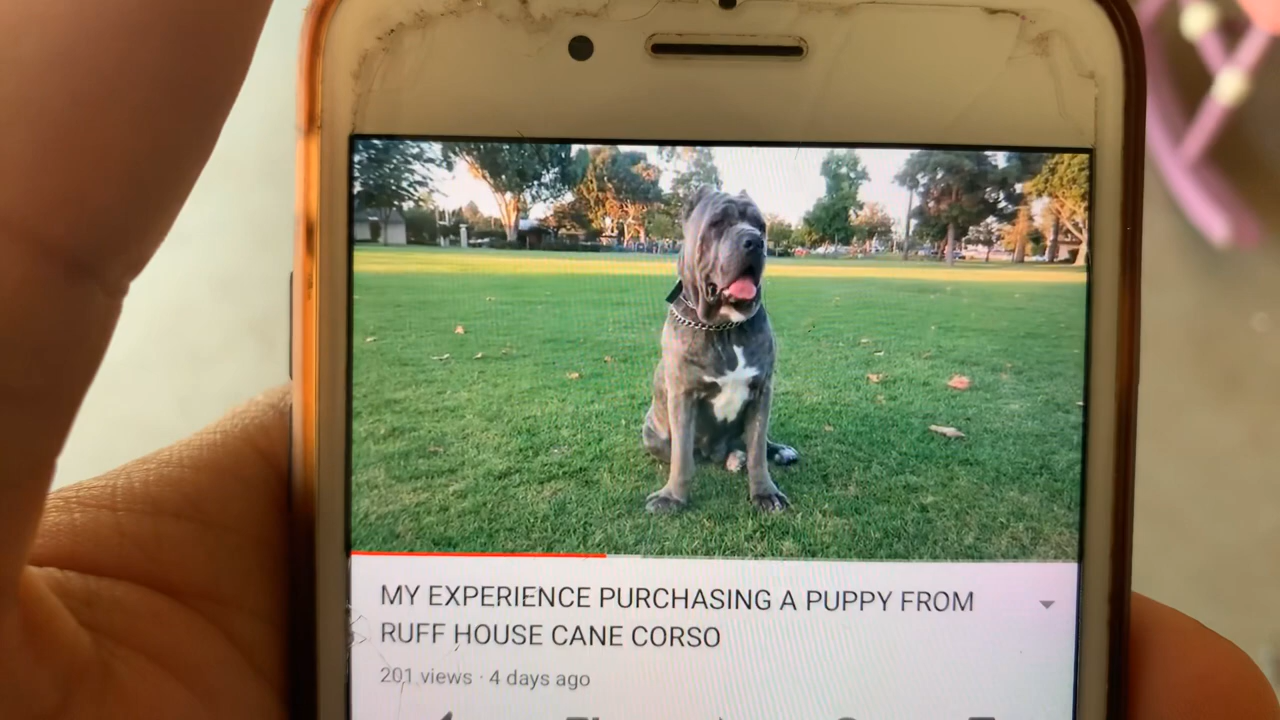 MY EXPERIENCE PURCHASING A PUPPY FROM
RUFF HOUSE CANE CORSO
201 views · 4 days ago